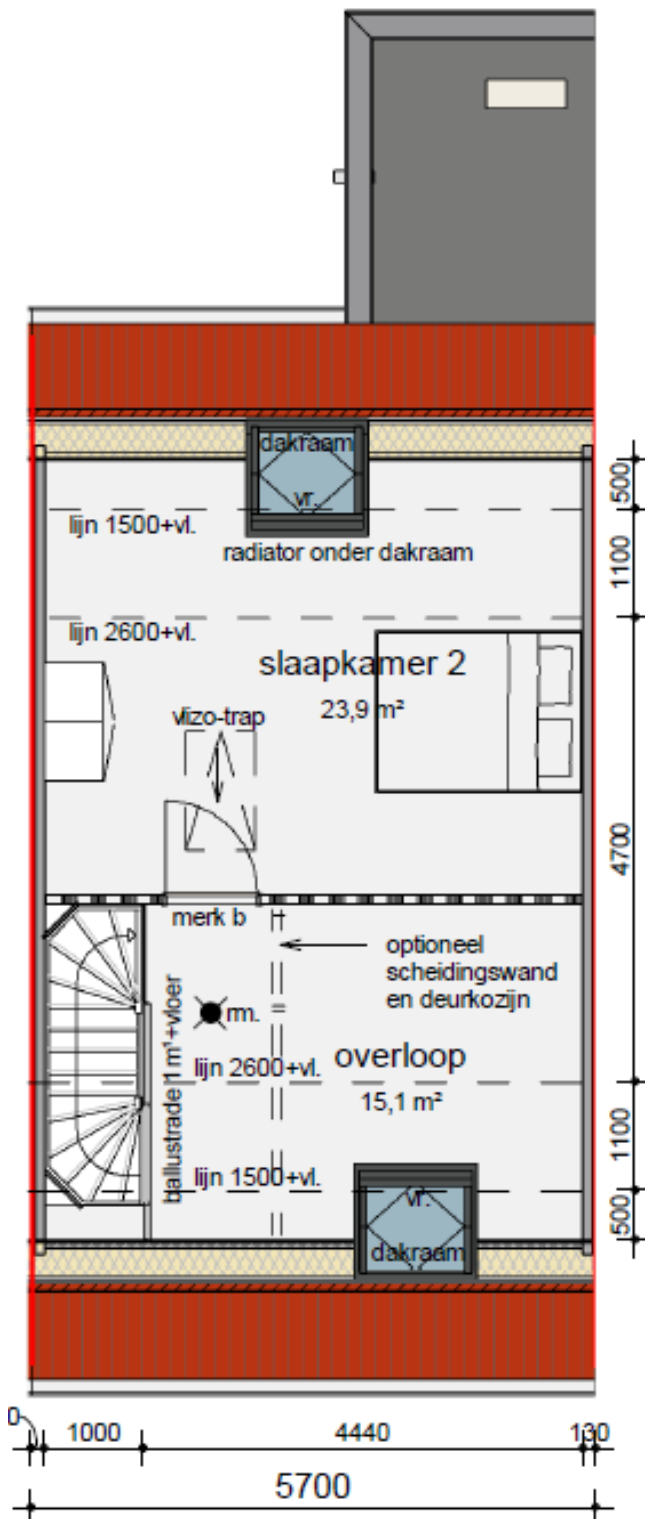 dakraam
vr.
500
lijn 1500+vl.
radiator onder dakraam
1100
lijn 2600+vl.
slaapkamer 2
23,9 m²
vlizo-trap
4700
merk b
optioneel
scheidingswand
en deurkozijn
ballustrade 1 m¹+vloer
rm.
lijn 2600+vl.
overloop
15,1 m²
1100
lijn 1500+vl.
vr.
500
dakraam
0
1000
4440
130
5700